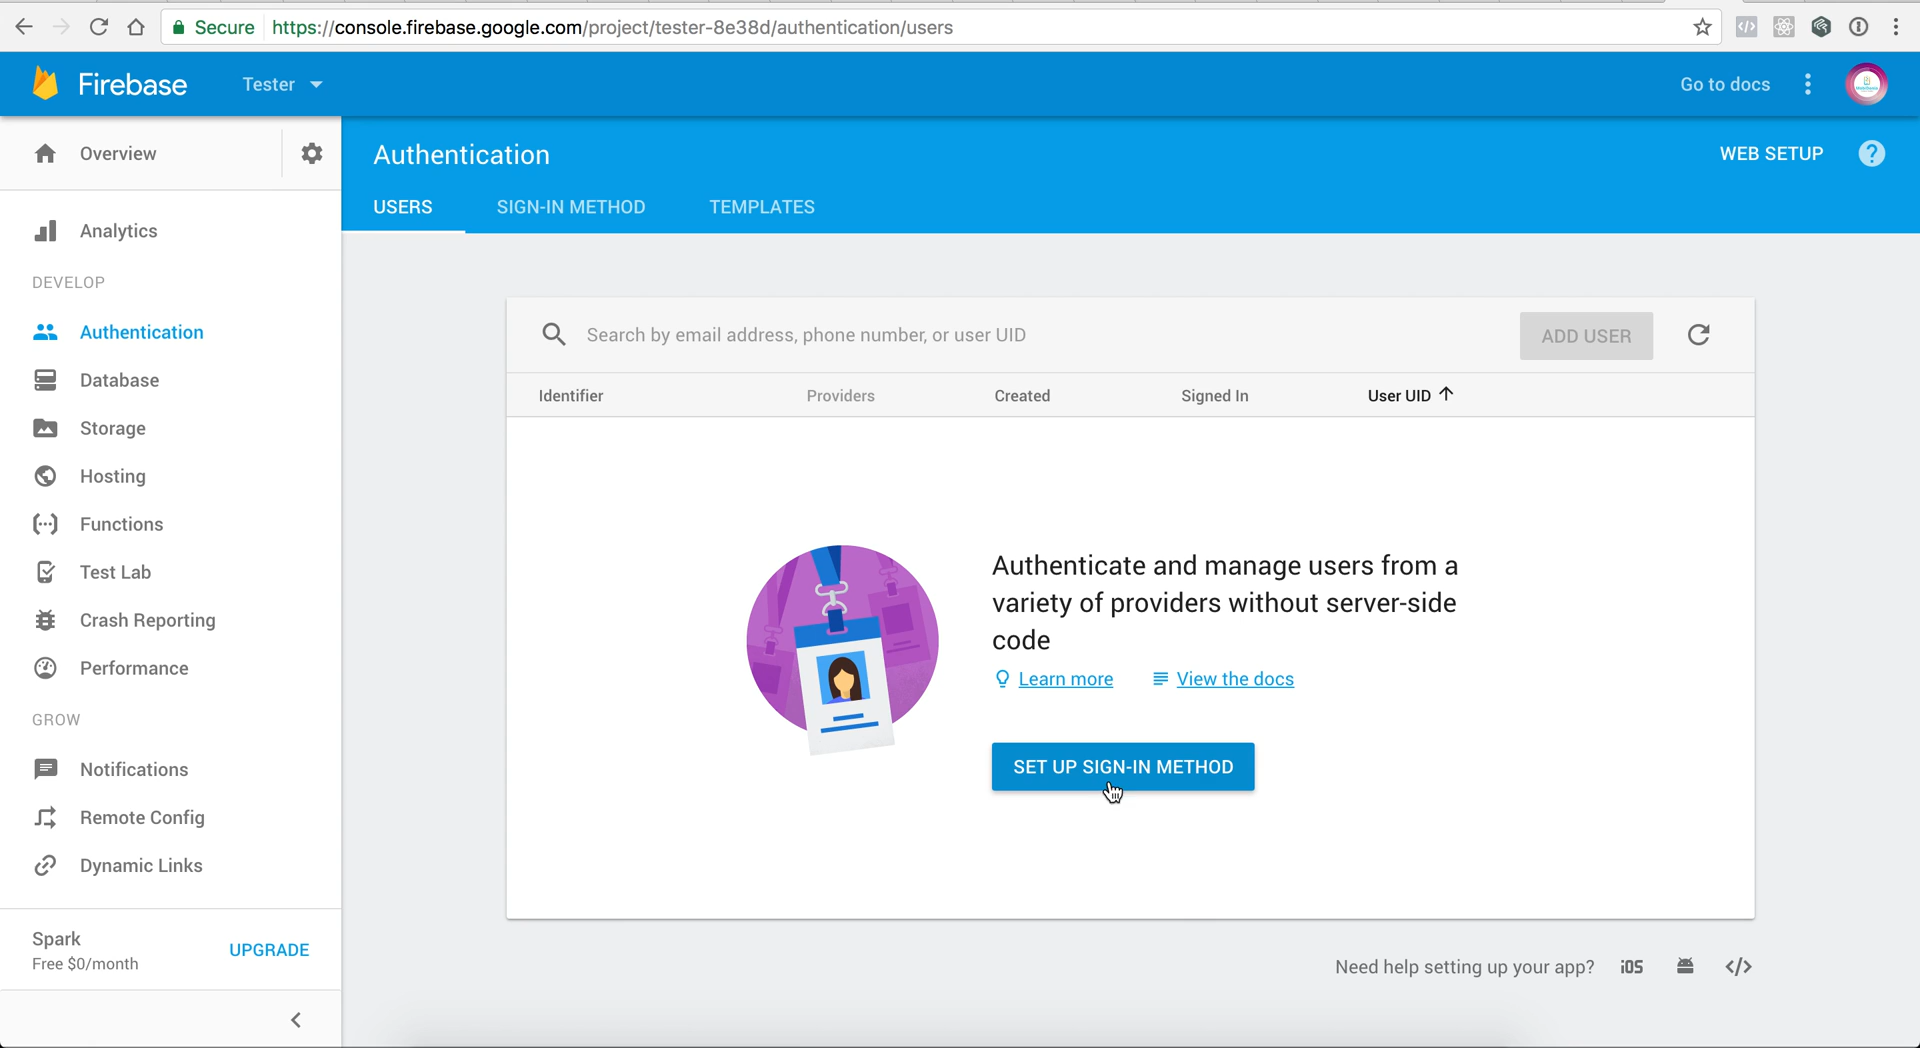 Secure https://console.firebase.google.com/project/tester-8e38d/authentication/users
Firebase Tester Go to docs
Overview
Authentication
WEB SETUP ?
USERS SIGN-IN METHOD TEMPLATES
Analytics
DEVELOP
Authentication
Database
Storage
Hosting
Functions
Test Lab
Crash Reporting
Performance
GROW
Notifications
Remote Config
Dynamic Links
Spark
Free $0/month
UPGRADE
Search by email address, phone number, or user UID
ADD USER
Identifier Providers Created Signed In User UID
Authenticate and manage users from a
variety of providers without server-side
code
Learn more View the docs
SET UP SIGN-IN METHOD
Need help setting up your app? iOS </>